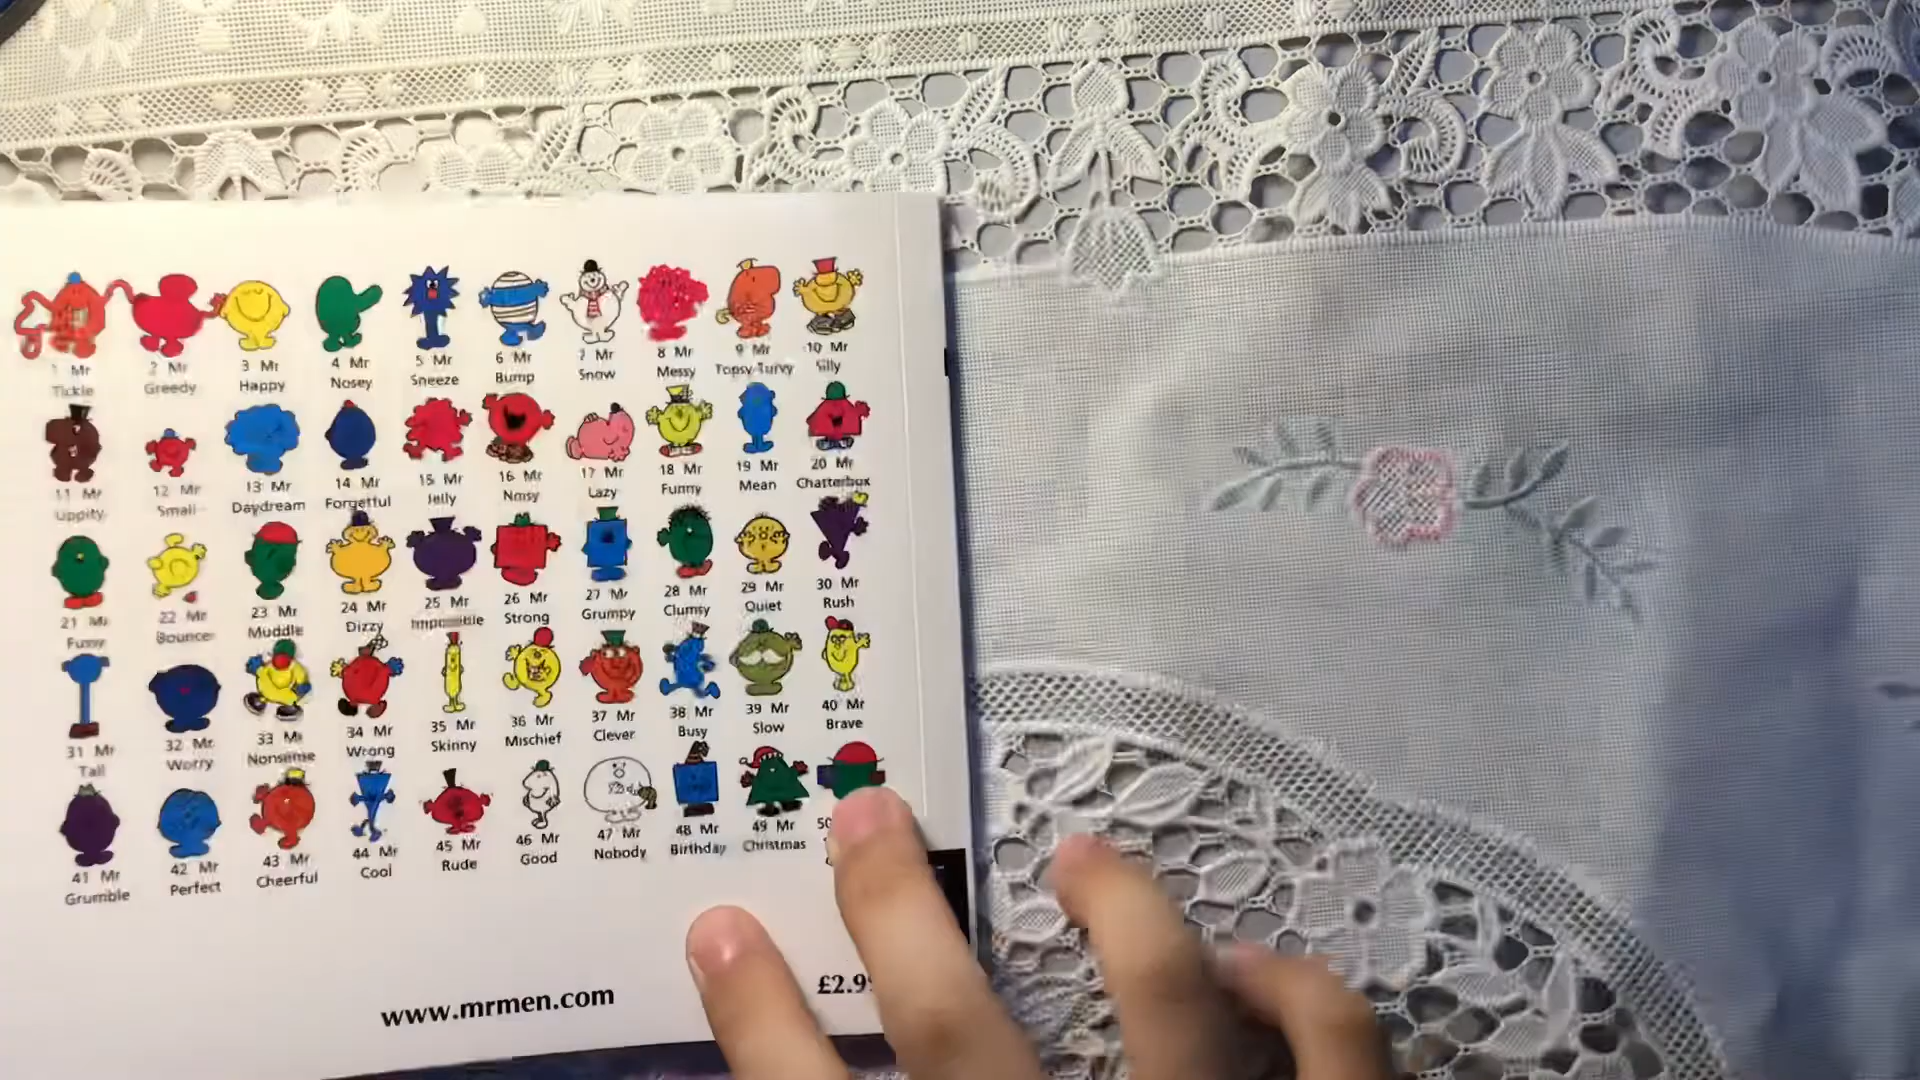 1 Mr 2 Mr 3 Mr 4 Mr 5 Mr 6 Mr 7 Mr 8 Mr 9 Mr 10 Mr
Tickle Greedy Happy Nosey Sneeze Bump Snow Messy Topsy-Turvy Silly
11 Mr 12 Mr 13 Mr 14 Mr 15 Mr 16 Mr 17 Mr 18 Mr 19 Mr 20 Mr
Uppity Small Daydream Forgetful Jelly Noisy Lazy Funny Mean Chatterbox
21 Mr 22 Mr 23 Mr 24 Mr 25 Mr 26 Mr 27 Mr 28 Mr 29 Mr 30 Mr
Fussy Bounce Muddle Dizzy Impossible Strong Grumpy Clumsy Quiet Rush
31 Mr 32 Mr 33 Mr 34 Mr 35 Mr 36 Mr 37 Mr 38 Mr 39 Mr 40 Mr
Tall Worry Nonsense Wrong Skinny Mischief Clever Busy Slow Brave
41 Mr 42 Mr 43 Mr 44 Mr 45 Mr 46 Mr 47 Mr 48 Mr 49 Mr 50
Grumble Perfect Cheerful Cool Rude Good Nobody Birthday Christmas
www.mrmen.com
£2.9